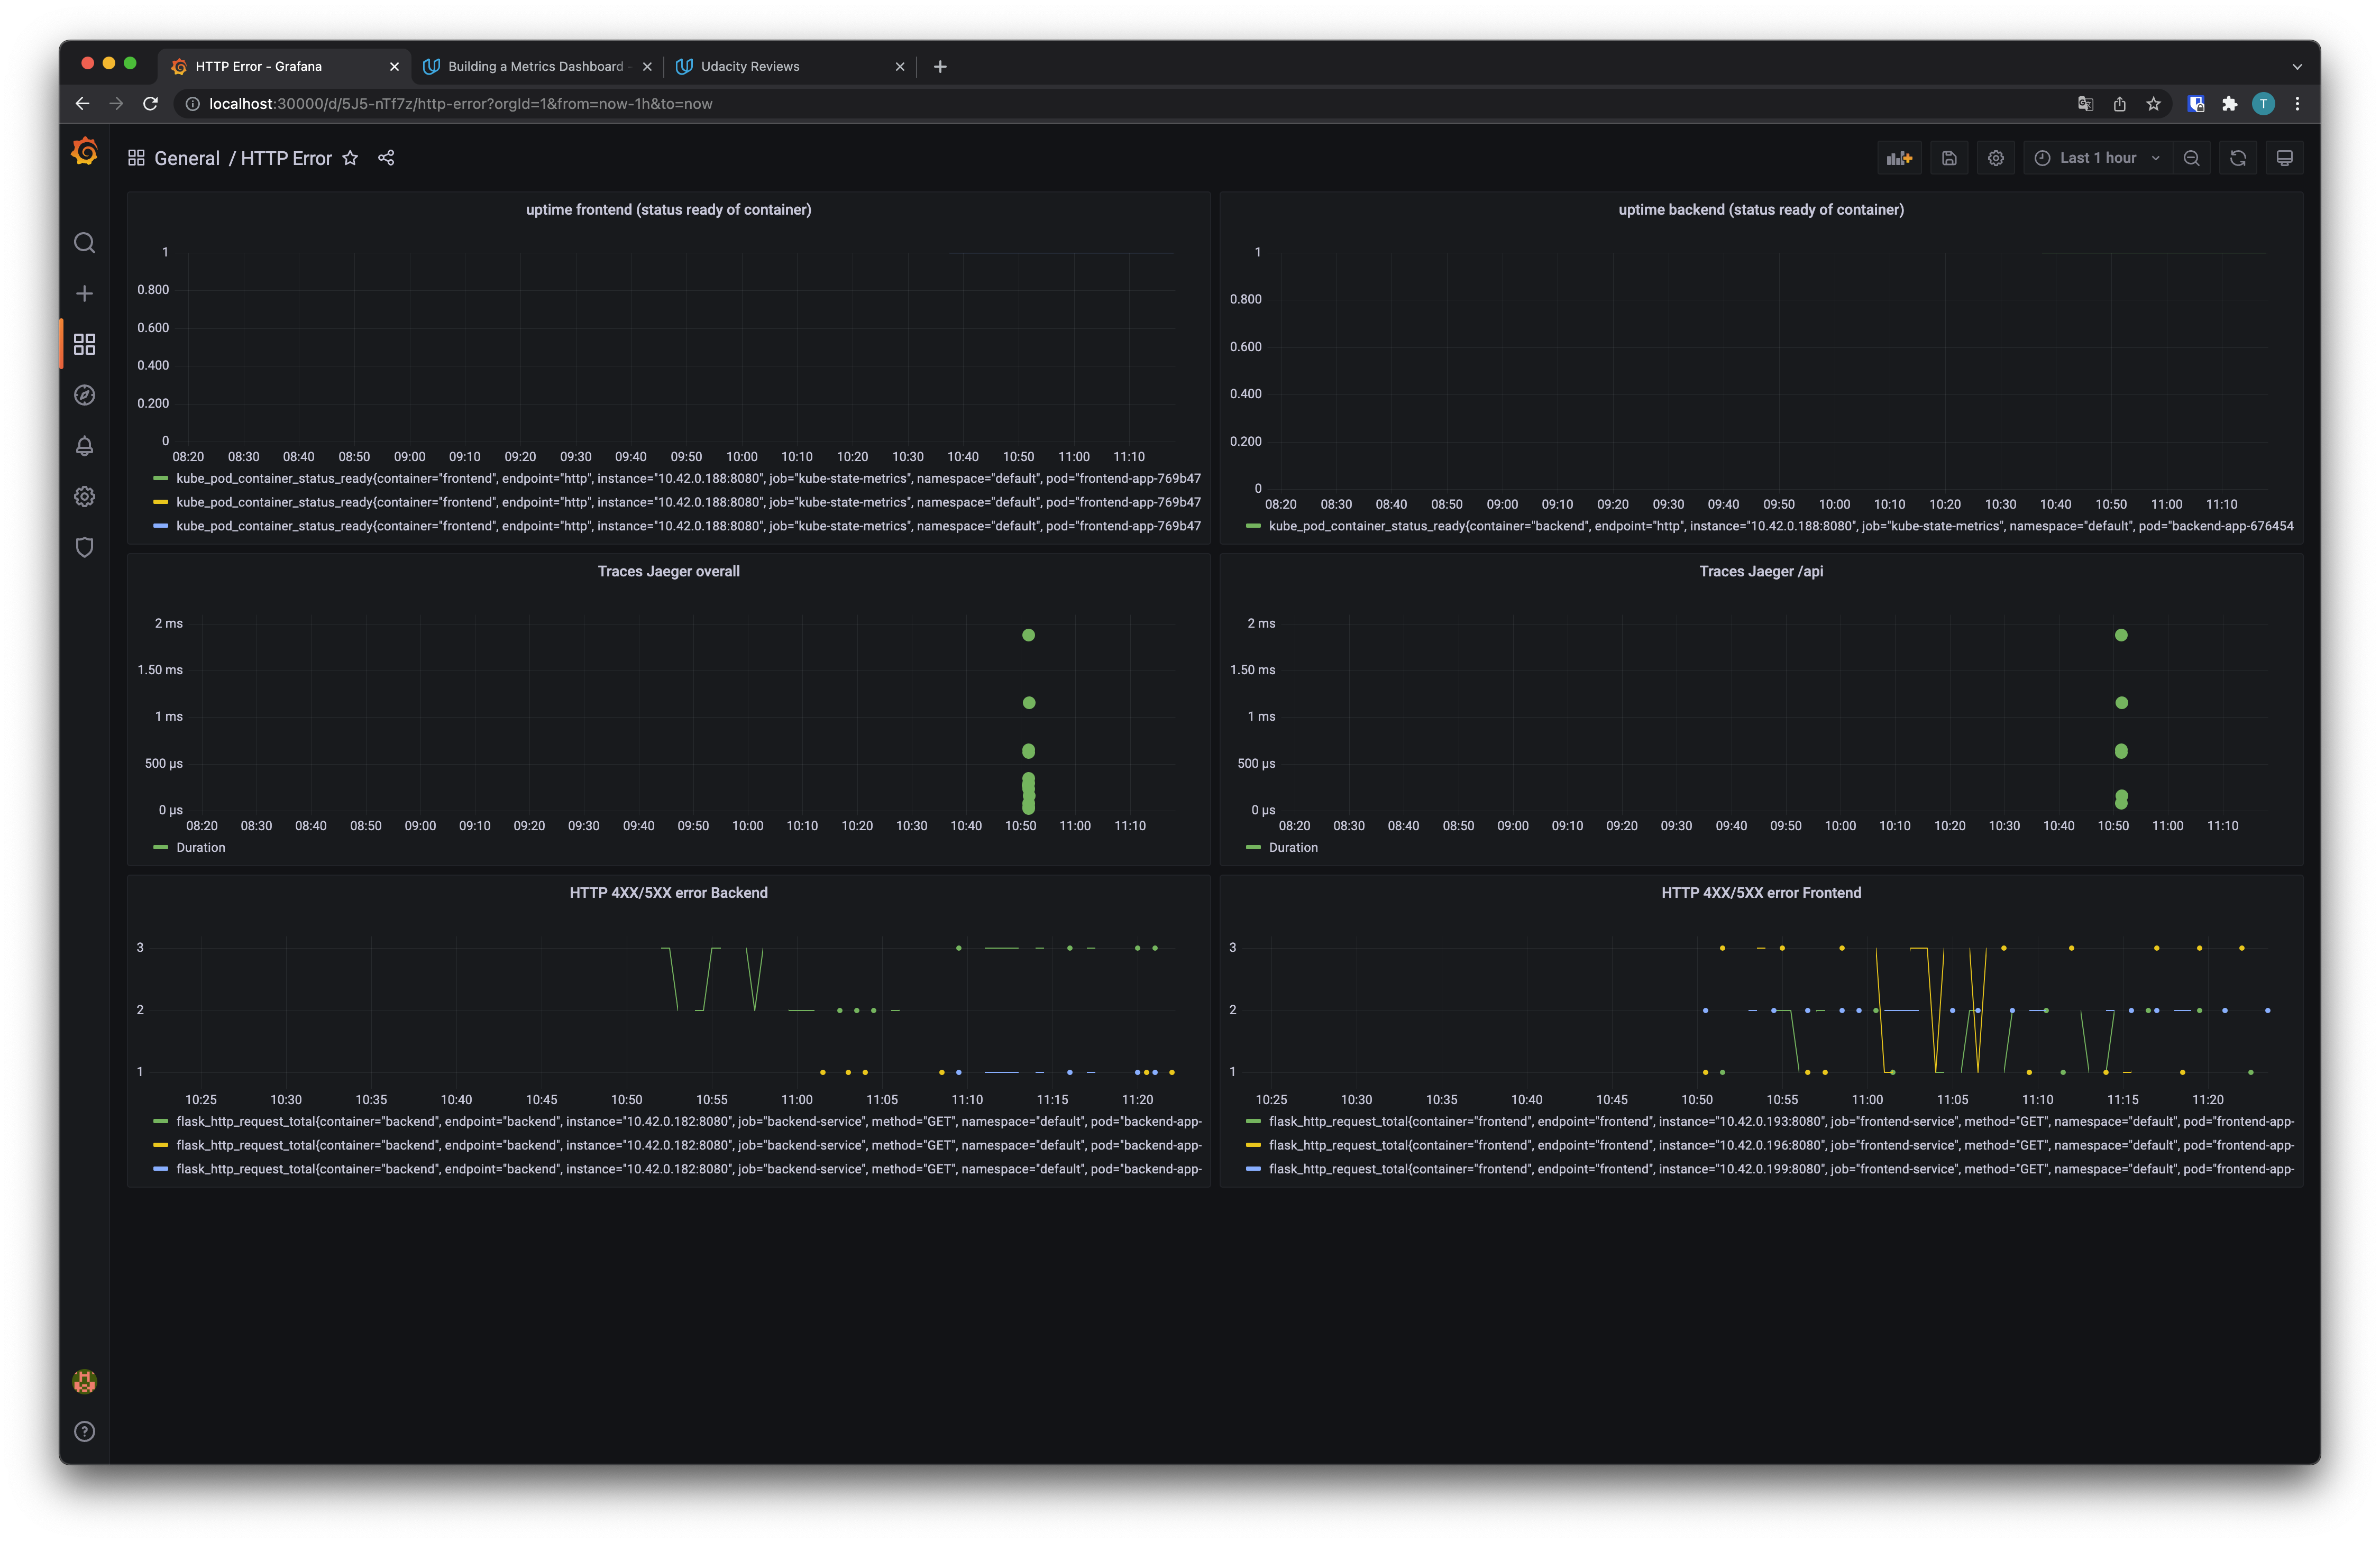 HTTP Error - Grafana
Building a Metrics Dashboard -
Udacity Reviews
localhost:30000/d/5J5-nTf7z/http-error?orgId=1&from=now-1h&to=now
T
General / HTTP Error
Last 1 hour
uptime frontend (status ready of container)
1
0.800
0.600
0.400
0.200
0
08:20 08:30 08:40 08:50 09:00 09:10 09:20 09:30 09:40 09:50 10:00 10:10 10:20 10:30 10:40 10:50 11:00 11:10
kube_pod_container_status_ready{container="frontend", endpoint="http", instance="10.42.0.188:8080", job="kube-state-metrics", namespace="default", pod="frontend-app-769b47
kube_pod_container_status_ready{container="frontend", endpoint="http", instance="10.42.0.188:8080", job="kube-state-metrics", namespace="default", pod="frontend-app-769b47
kube_pod_container_status_ready{container="frontend", endpoint="http", instance="10.42.0.188:8080", job="kube-state-metrics", namespace="default", pod="frontend-app-769b47
uptime backend (status ready of container)
1
0.800
0.600
0.400
0.200
0
08:20 08:30 08:40 08:50 09:00 09:10 09:20 09:30 09:40 09:50 10:00 10:10 10:20 10:30 10:40 10:50 11:00 11:10
kube_pod_container_status_ready{container="backend", endpoint="http", instance="10.42.0.188:8080", job="kube-state-metrics", namespace="default", pod="backend-app-676454
Traces Jaeger overall
2 ms
1.50 ms
1 ms
500 µs
0 µs
08:20 08:30 08:40 08:50 09:00 09:10 09:20 09:30 09:40 09:50 10:00 10:10 10:20 10:30 10:40 10:50 11:00 11:10
Duration
Traces Jaeger /api
2 ms
1.50 ms
1 ms
500 µs
0 µs
08:20 08:30 08:40 08:50 09:00 09:10 09:20 09:30 09:40 09:50 10:00 10:10 10:20 10:30 10:40 10:50 11:00 11:10
Duration
HTTP 4XX/5XX error Backend
3
2
1
10:25 10:30 10:35 10:40 10:45 10:50 10:55 11:00 11:05 11:10 11:15 11:20
flask_http_request_total{container="backend", endpoint="backend", instance="10.42.0.182:8080", job="backend-service", method="GET", namespace="default", pod="backend-app-
flask_http_request_total{container="backend", endpoint="backend", instance="10.42.0.182:8080", job="backend-service", method="GET", namespace="default", pod="backend-app-
flask_http_request_total{container="backend", endpoint="backend", instance="10.42.0.182:8080", job="backend-service", method="GET", namespace="default", pod="backend-app-
HTTP 4XX/5XX error Frontend
3
2
1
10:25 10:30 10:35 10:40 10:45 10:50 10:55 11:00 11:05 11:10 11:15 11:20
flask_http_request_total{container="frontend", endpoint="frontend", instance="10.42.0.193:8080", job="frontend-service", method="GET", namespace="default", pod="frontend-app-
flask_http_request_total{container="frontend", endpoint="frontend", instance="10.42.0.196:8080", job="frontend-service", method="GET", namespace="default", pod="frontend-app-
flask_http_request_total{container="frontend", endpoint="frontend", instance="10.42.0.199:8080", job="frontend-service", method="GET", namespace="default", pod="frontend-app-